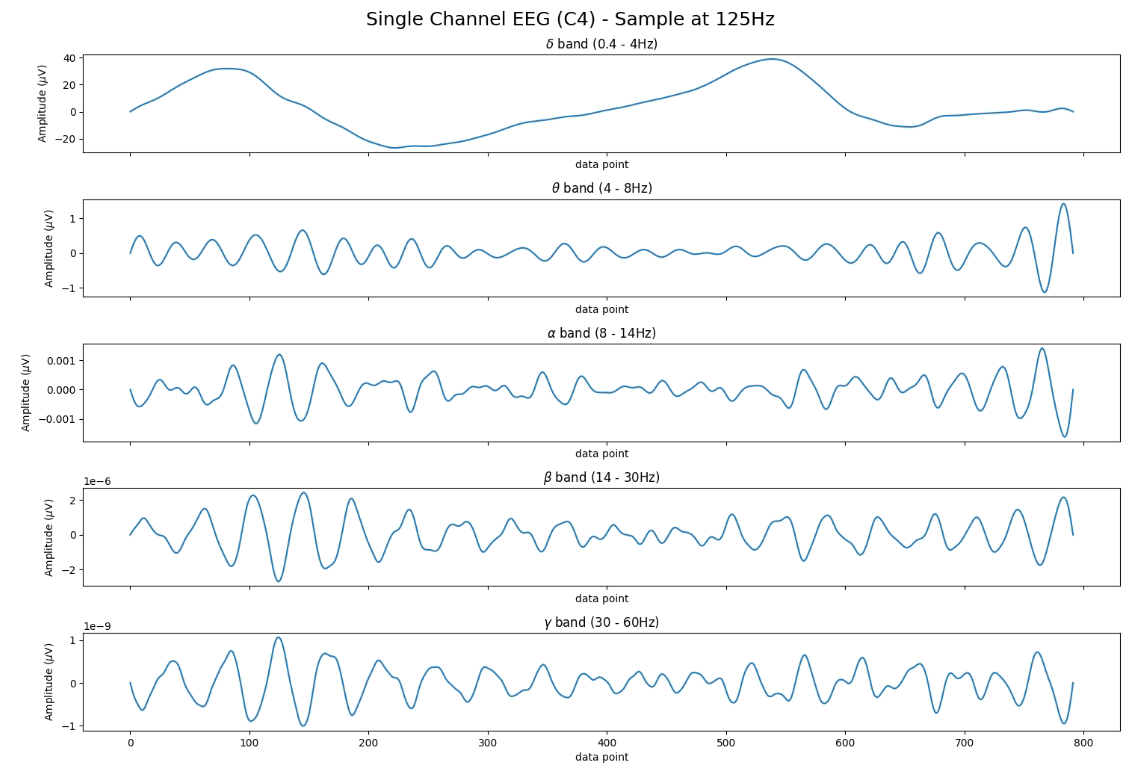 Single Channel EEG (C4) - Sample at 125Hz
δ band (0.4 - 4Hz)
Amplitude (μV)
40
20
0
−20
data point
θ band (4 - 8Hz)
Amplitude (μV)
1
0
−1
data point
α band (8 - 14Hz)
Amplitude (μV)
0.001
0.000
−0.001
data point
β band (14 - 30Hz)
1e−6
Amplitude (μV)
2
0
−2
data point
γ band (30 - 60Hz)
1e−9
Amplitude (μV)
1
0
−1
0 100 200 300 400 500 600 700 800
data point